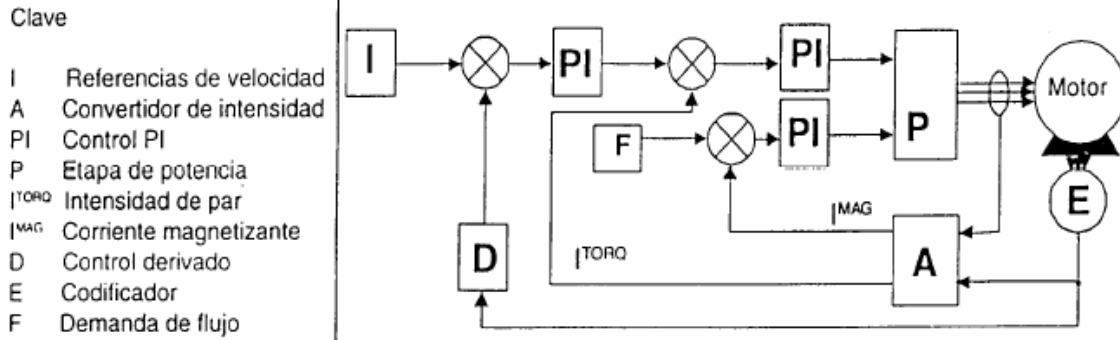 Clave
I Referencias de velocidad
A Convertidor de intensidad
PI Control PI
P Etapa de potencia
I^TORQ Intensidad de par
I^MAG Corriente magnetizante
D Control derivado
E Codificador
F Demanda de flujo
I
PI
PI
P
Motor
F
PI
E
I^MAG
D
I^TORQ
A